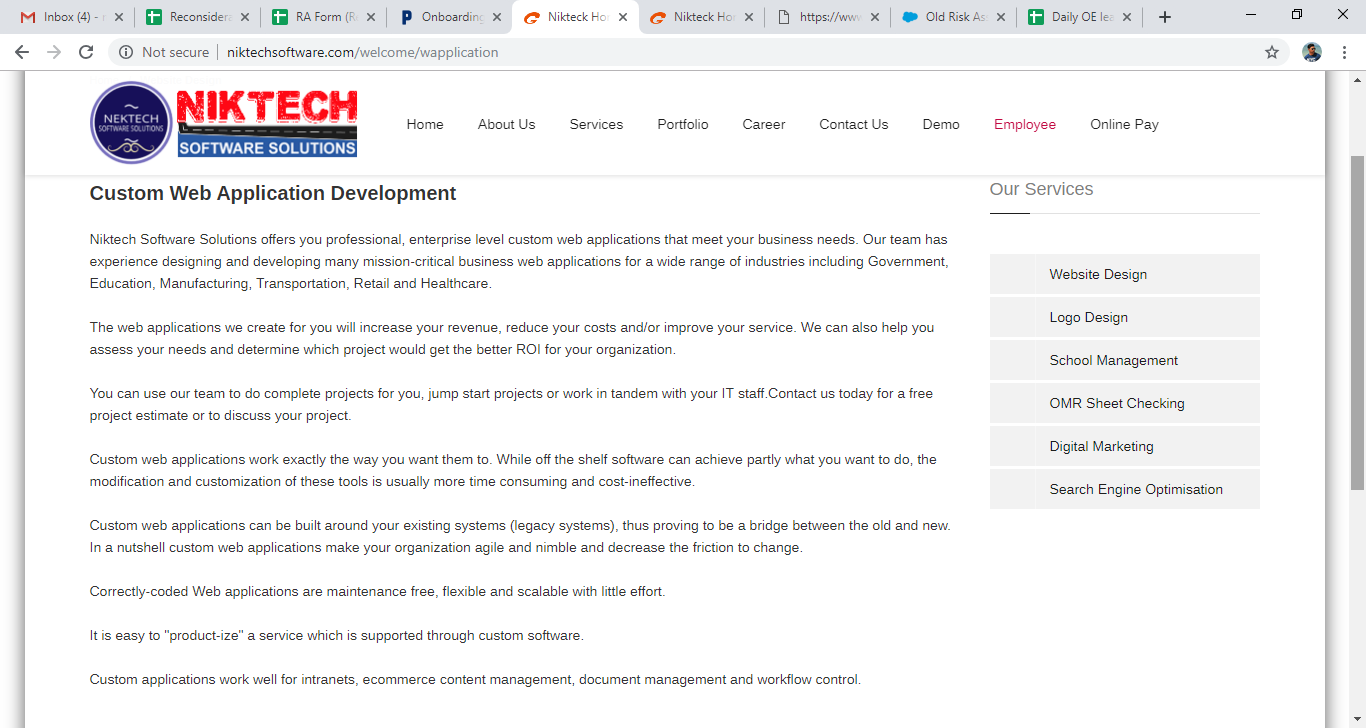 Inbox (4) -
Reconsidera
RA Form (R
Onboarding
Nikteck Ho
Nikteck Ho
https://www
Old Risk As
Daily OE lea
Not secure
niktechsoftware.com/welcome/wapplication
NEKTECH
SOFTWARE SOLUTIONS
NIKTECH
SOFTWARE SOLUTIONS
Home About Us Services Portfolio Career Contact Us Demo Employee Online Pay
Custom Web Application Development
Niktech Software Solutions offers you professional, enterprise level custom web applications that meet your business needs. Our team has
experience designing and developing many mission-critical business web applications for a wide range of industries including Government,
Education, Manufacturing, Transportation, Retail and Healthcare.
The web applications we create for you will increase your revenue, reduce your costs and/or improve your service. We can also help you
assess your needs and determine which project would get the better ROI for your organization.
You can use our team to do complete projects for you, jump start projects or work in tandem with your IT staff.Contact us today for a free
project estimate or to discuss your project.
Custom web applications work exactly the way you want them to. While off the shelf software can achieve partly what you want to do, the
modification and customization of these tools is usually more time consuming and cost-ineffective.
Custom web applications can be built around your existing systems (legacy systems), thus proving to be a bridge between the old and new.
In a nutshell custom web applications make your organization agile and nimble and decrease the friction to change.
Correctly-coded Web applications are maintenance free, flexible and scalable with little effort.
It is easy to "product-ize" a service which is supported through custom software.
Custom applications work well for intranets, ecommerce content management, document management and workflow control.
Our Services
Website Design
Logo Design
School Management
OMR Sheet Checking
Digital Marketing
Search Engine Optimisation